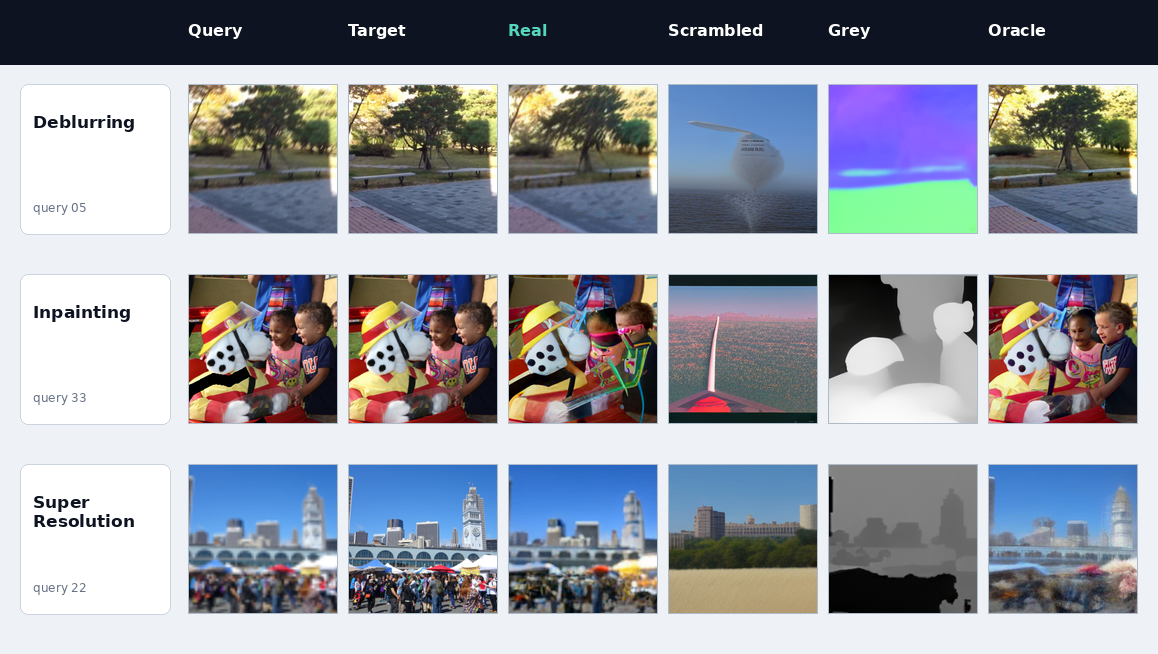 Query Target Real Scrambled Grey Oracle
Deblurring
query 05
Inpainting
query 33
Super
Resolution
query 22